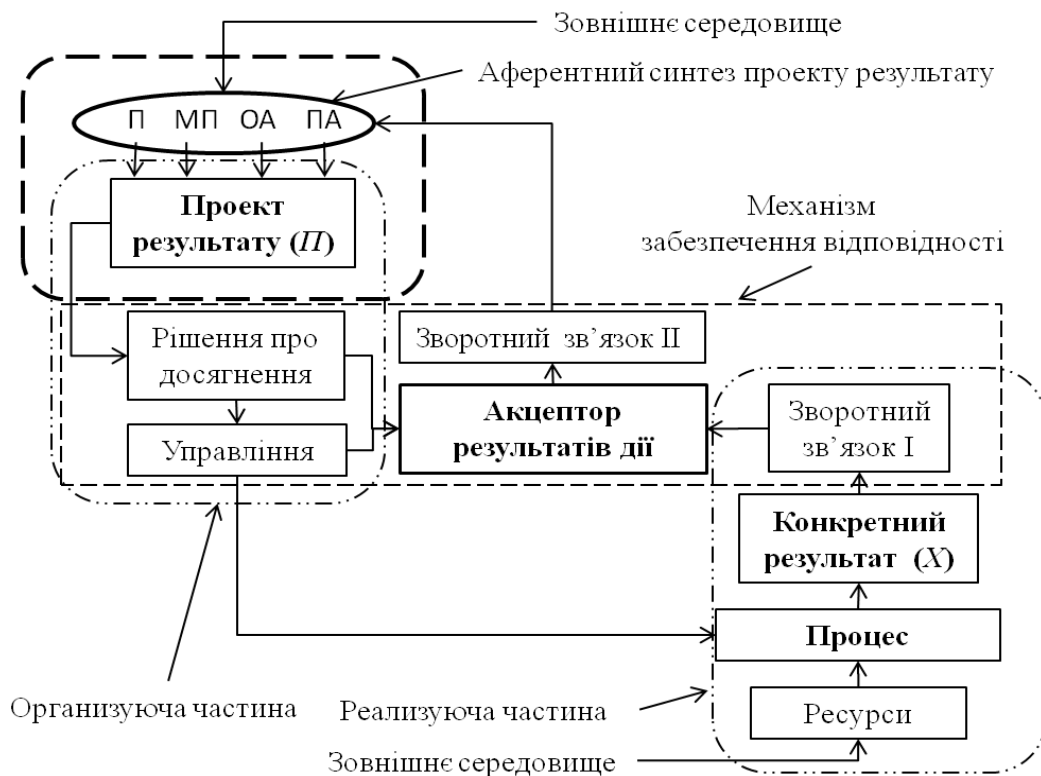 Зовнішнє середовище
Аферентний синтез проекту результату
П МП ОА ПА
Проект
результату (П)
Механізм
забезпечення відповідності
Рішення про
досягнення
Зворотний зв’язок ІІ
Управління
Акцептор
результатів дії
Зворотний
зв’язок І
Конкретний
результат (Х)
Процес
Ресурси
Организуюча частина
Реализуюча частина
Зовнішнє середовище